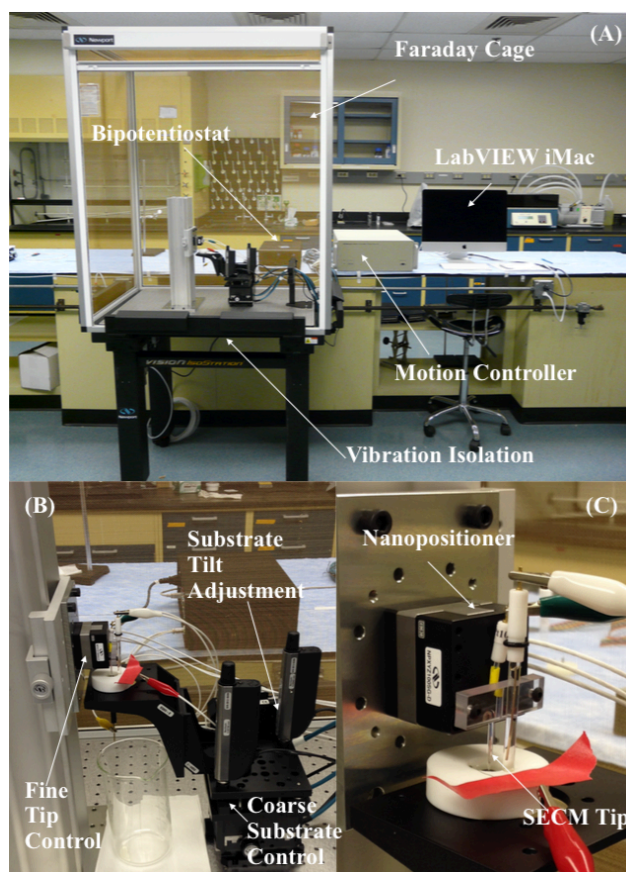 (A)
Newport
Faraday Cage
Bipotentiostat
LabVIEW iMac
Motion Controller
VISION IsoStation
Newport
Vibration Isolation
(B)
Substrate
Tilt
Adjustment
Fine
Tip
Control
Coarse
Substrate
Control
(C)
Nanopositioner
SECM Tip